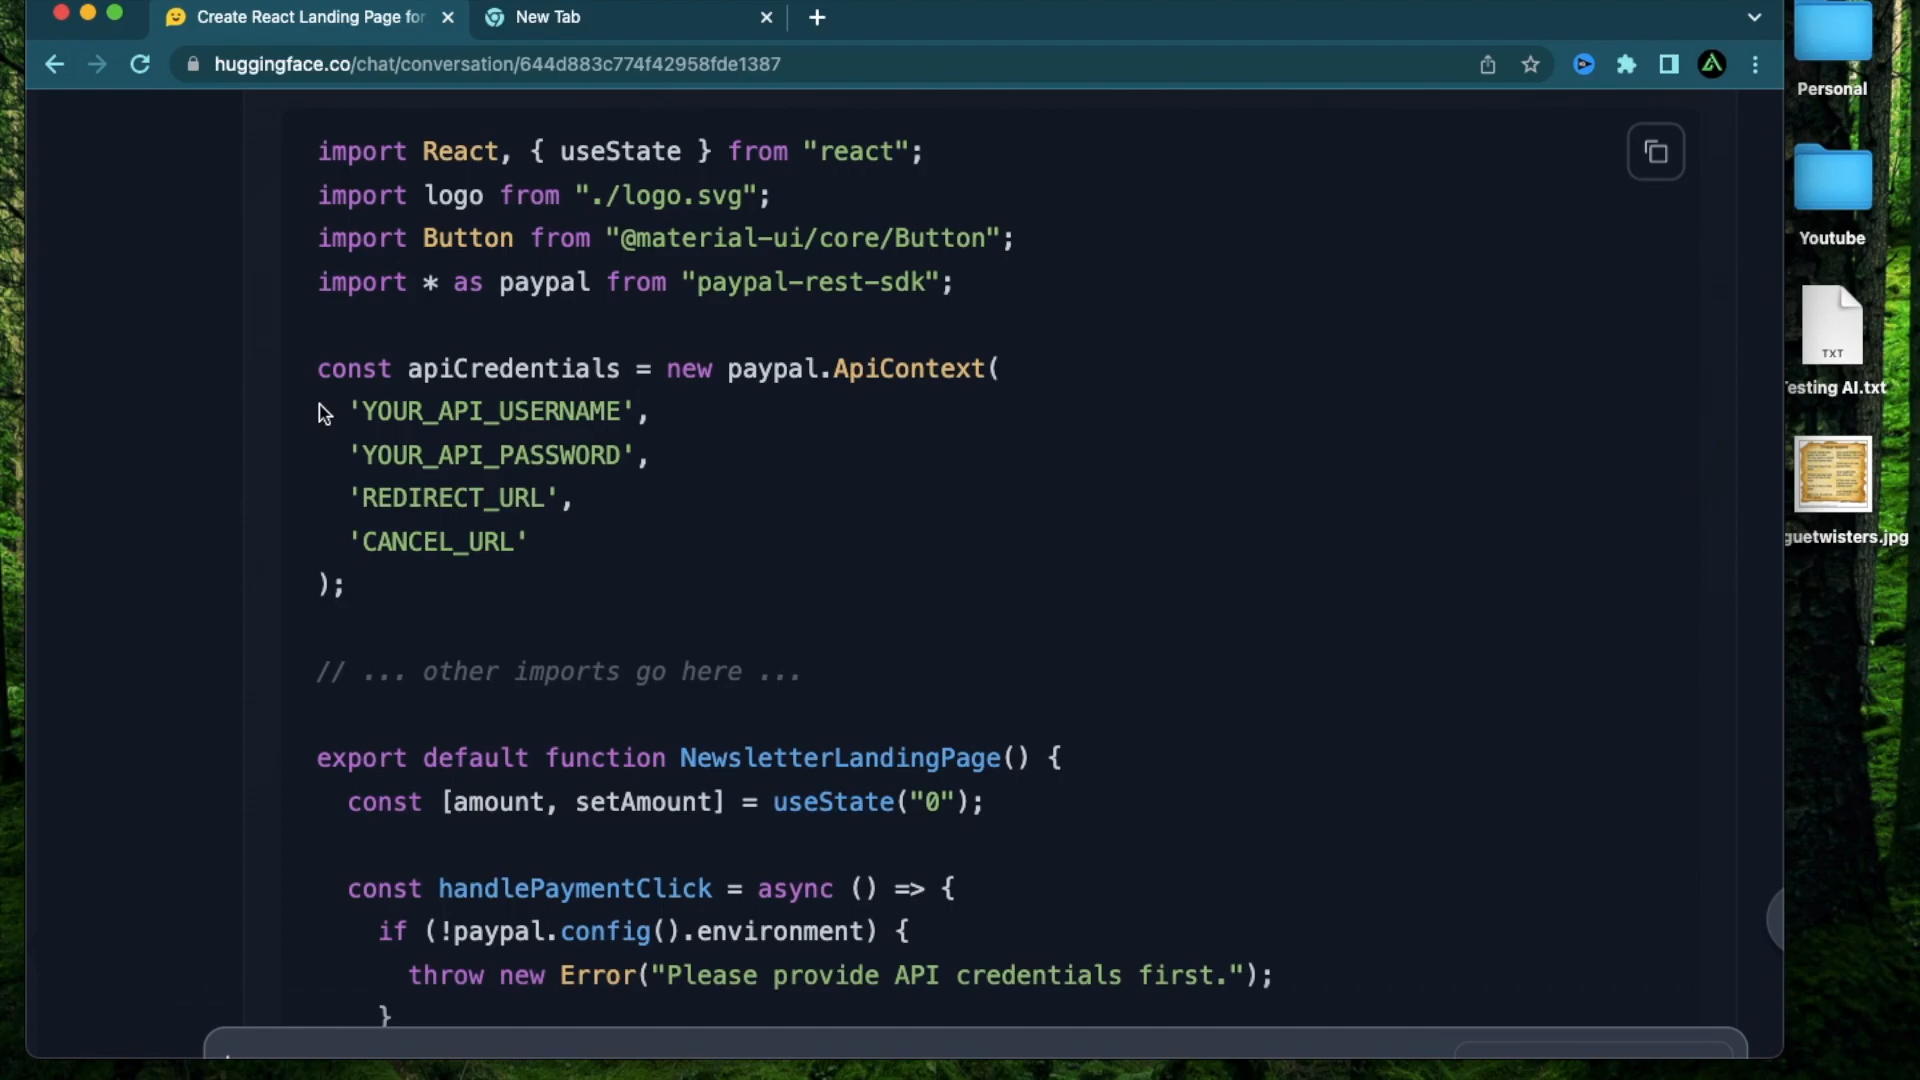 Create React Landing Page for
New Tab
huggingface.co/chat/conversation/644d883c774f42958fde1387
Personal
Youtube
TXT
esting AI.txt
guetwisters.jpg
import React, { useState } from "react";
import logo from "./logo.svg";
import Button from "@material-ui/core/Button";
import * as paypal from "paypal-rest-sdk";
const apiCredentials = new paypal.ApiContext(
'YOUR_API_USERNAME',
'YOUR_API_PASSWORD',
'REDIRECT_URL',
'CANCEL_URL'
);
// ... other imports go here ...
export default function NewsletterLandingPage() {
const [amount, setAmount] = useState("0");
const handlePaymentClick = async () => {
if (!paypal.config().environment) {
throw new Error("Please provide API credentials first.");
}